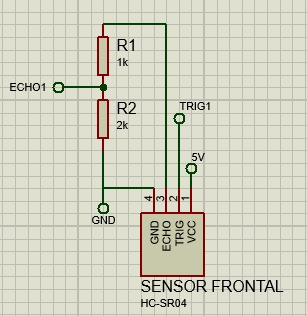 R1
1k
ECHO1
R2
2k
TRIG1
5V
GND
4
3
2
1
GND
ECHO
TRIG
VCC
SENSOR FRONTAL
HC-SR04